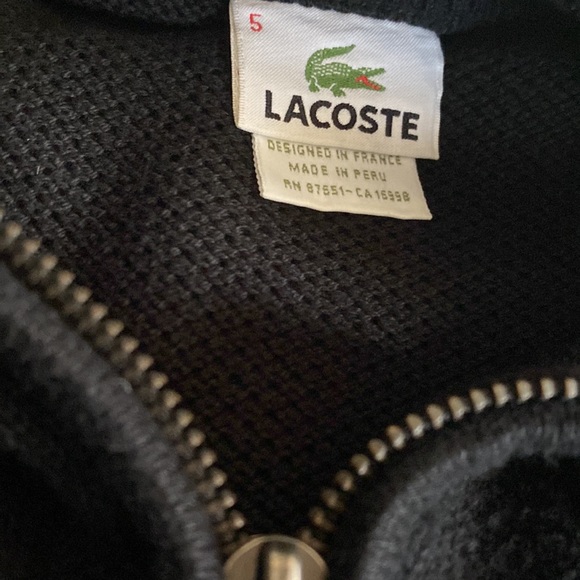 5
LACOSTE
DESIGNED IN FRANCE
MADE IN PERU
RN 87651-CA 16998